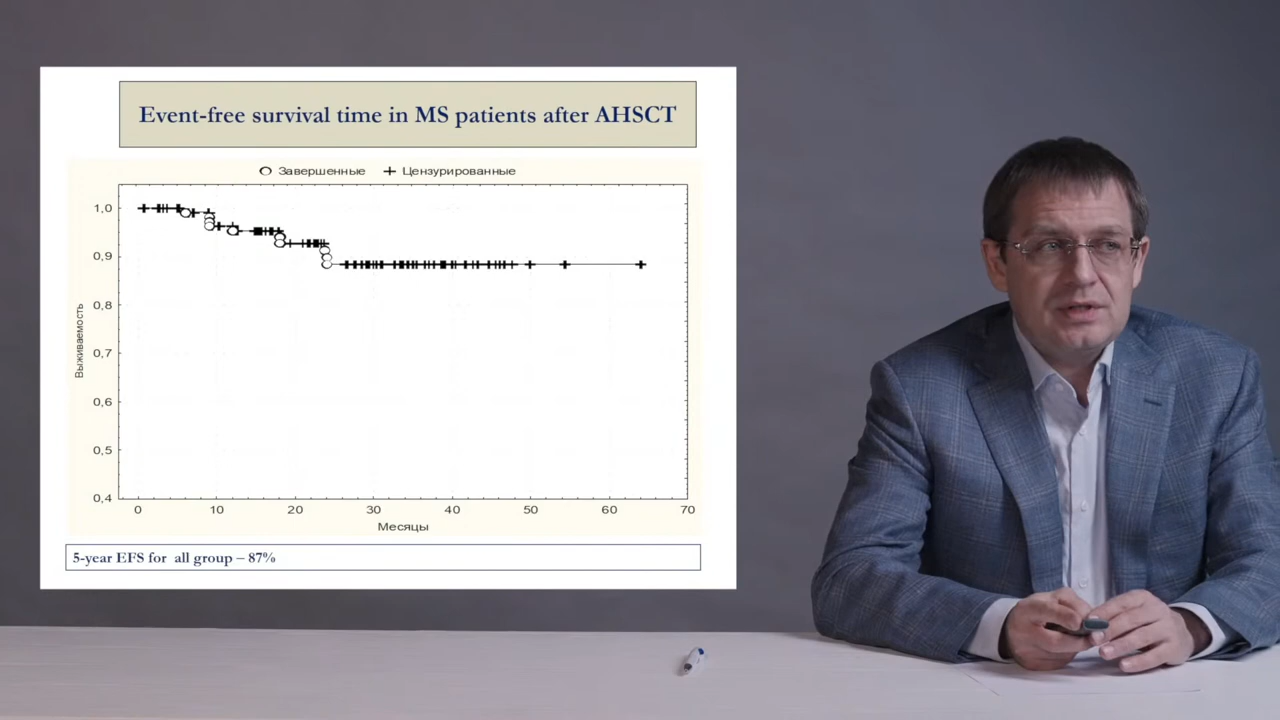 Event-free survival time in MS patients after AHSCT
Завершенные Цензурированные
Выживаемость
1,0
0,9
0,8
0,7
0,6
0,5
0,4
0 10 20 30 40 50 60 70
Месяцы
5-year EFS for all group – 87%